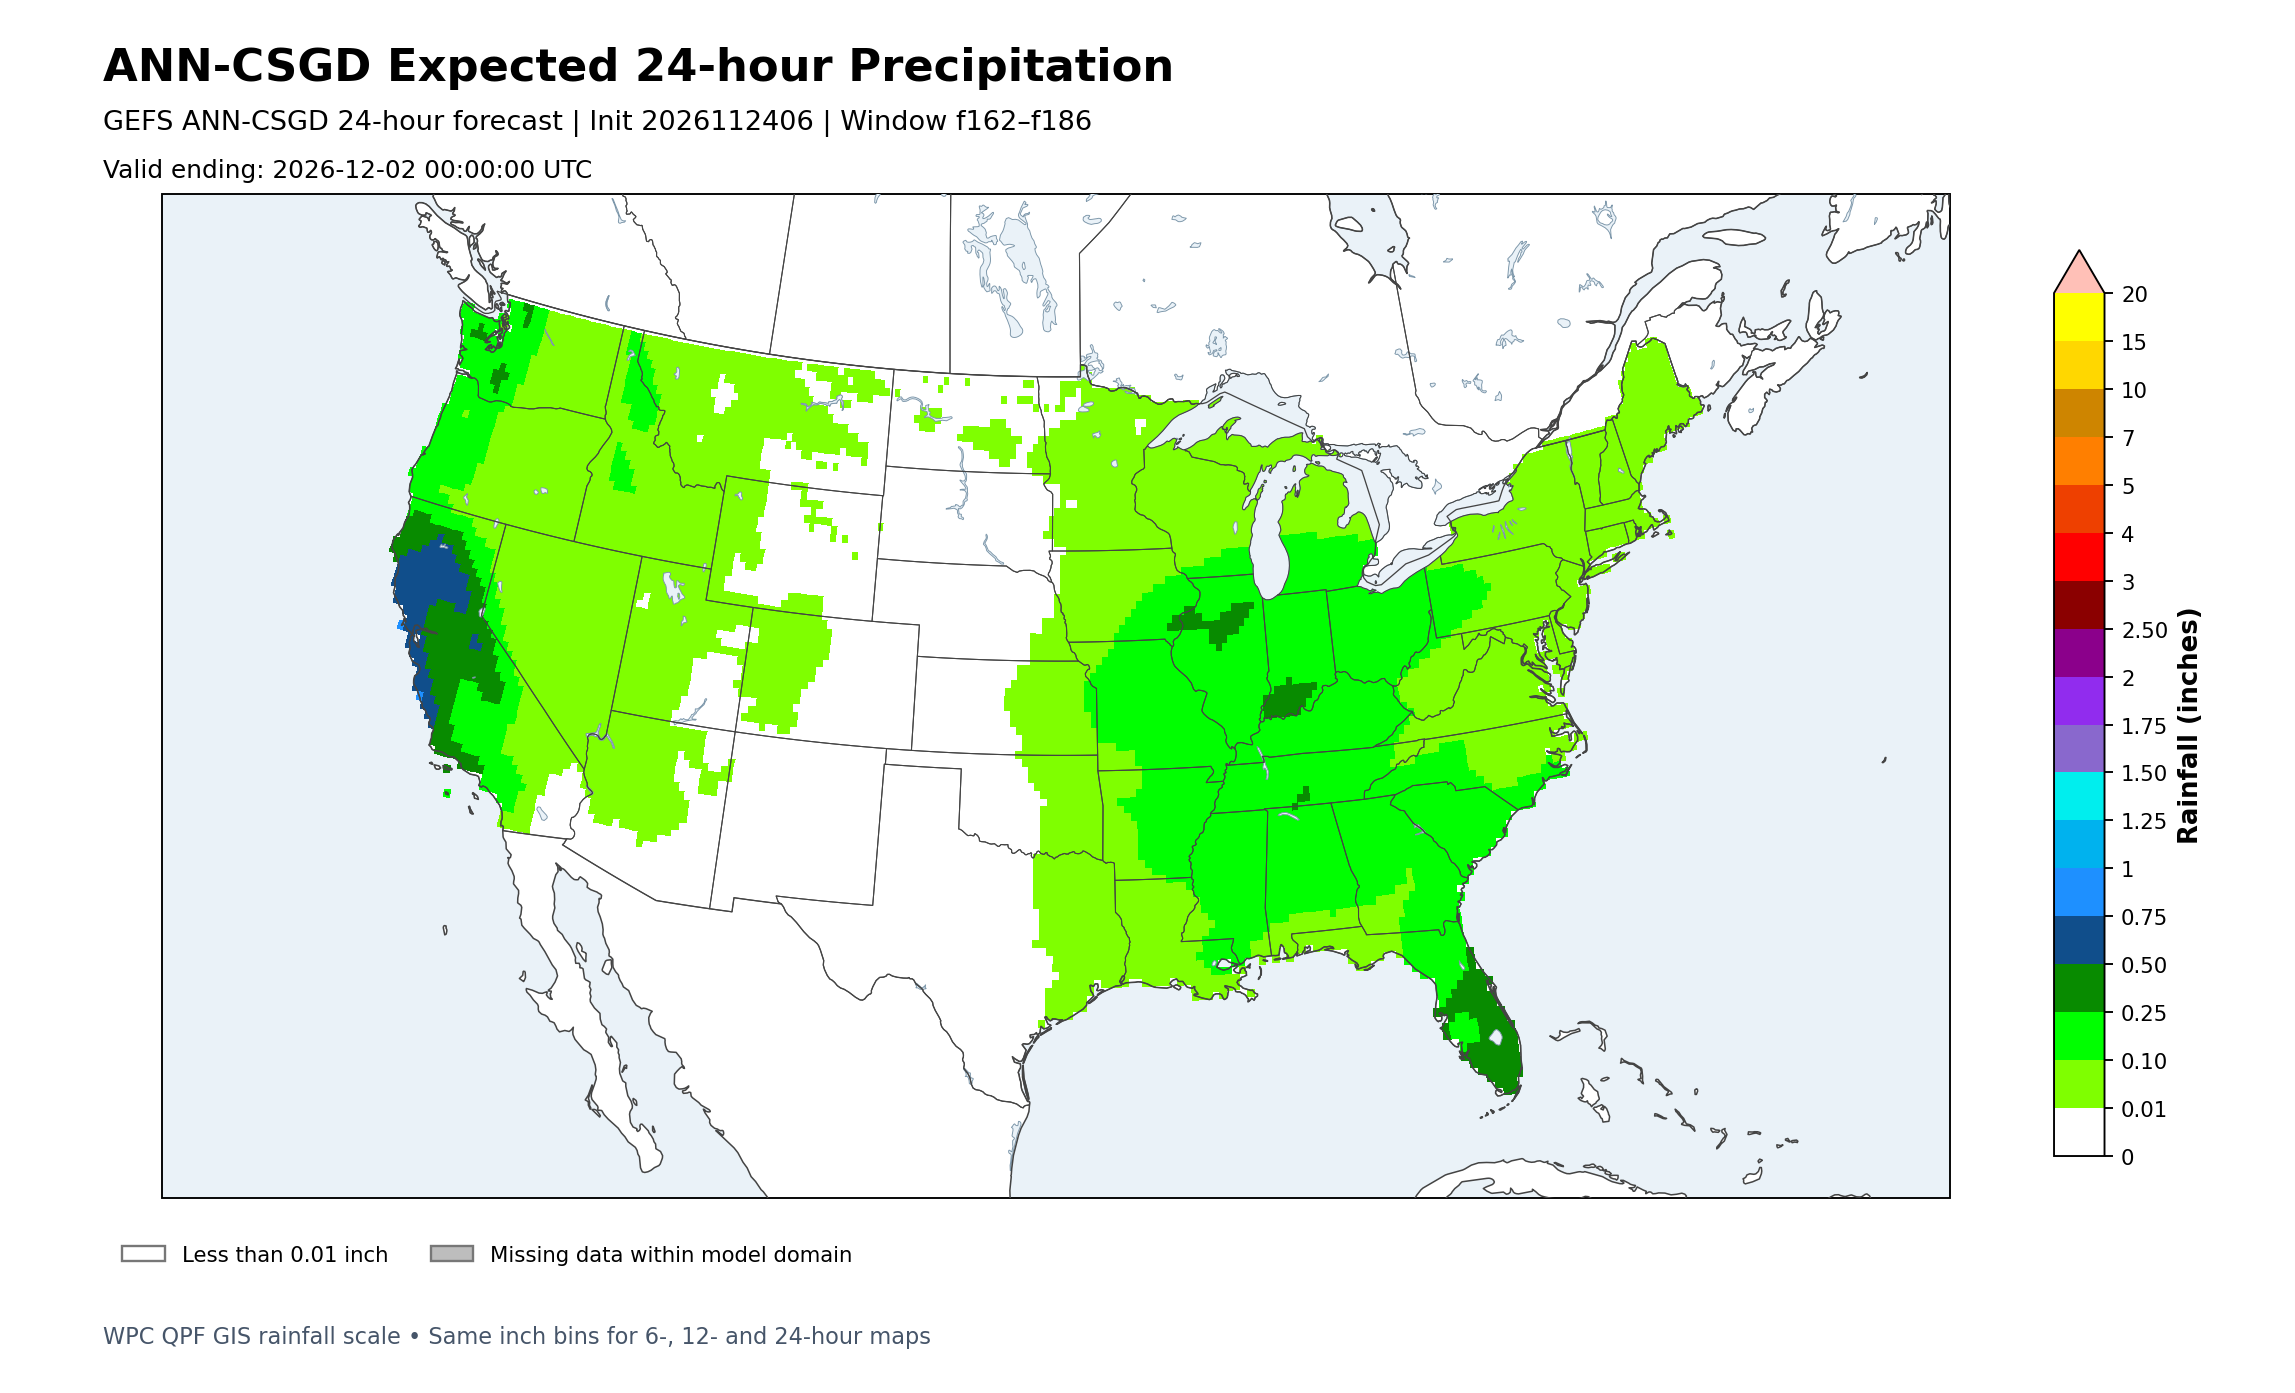 ANN-CSGD Expected 24-hour Precipitation
GEFS ANN-CSGD 24-hour forecast | Init 2026112406 | Window f162–f186
Valid ending: 2026-12-02 00:00:00 UTC
20
15
10
7
5
4
3
2.50
2
1.75
1.50
1.25
1
0.75
0.50
0.25
0.10
0.01
0
Rainfall (inches)
Less than 0.01 inch
Missing data within model domain
WPC QPF GIS rainfall scale • Same inch bins for 6-, 12- and 24-hour maps